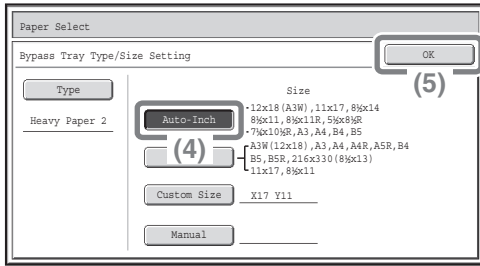 Paper Select
Bypass Tray Type/Size Setting
OK
(5)
Type
Heavy Paper 2
Size
Auto-Inch
(4)
•12x18(A3W),11x17,8½x14
8½x11,8½x11R,5½x8½R
•7¼x10½R,A3,A4,B4,B5
A3W(12x18),A3,A4,A4R,A5R,B4
B5,B5R,216x330(8½x13)
11x17,8½x11
Custom Size
X17 Y11
Manual